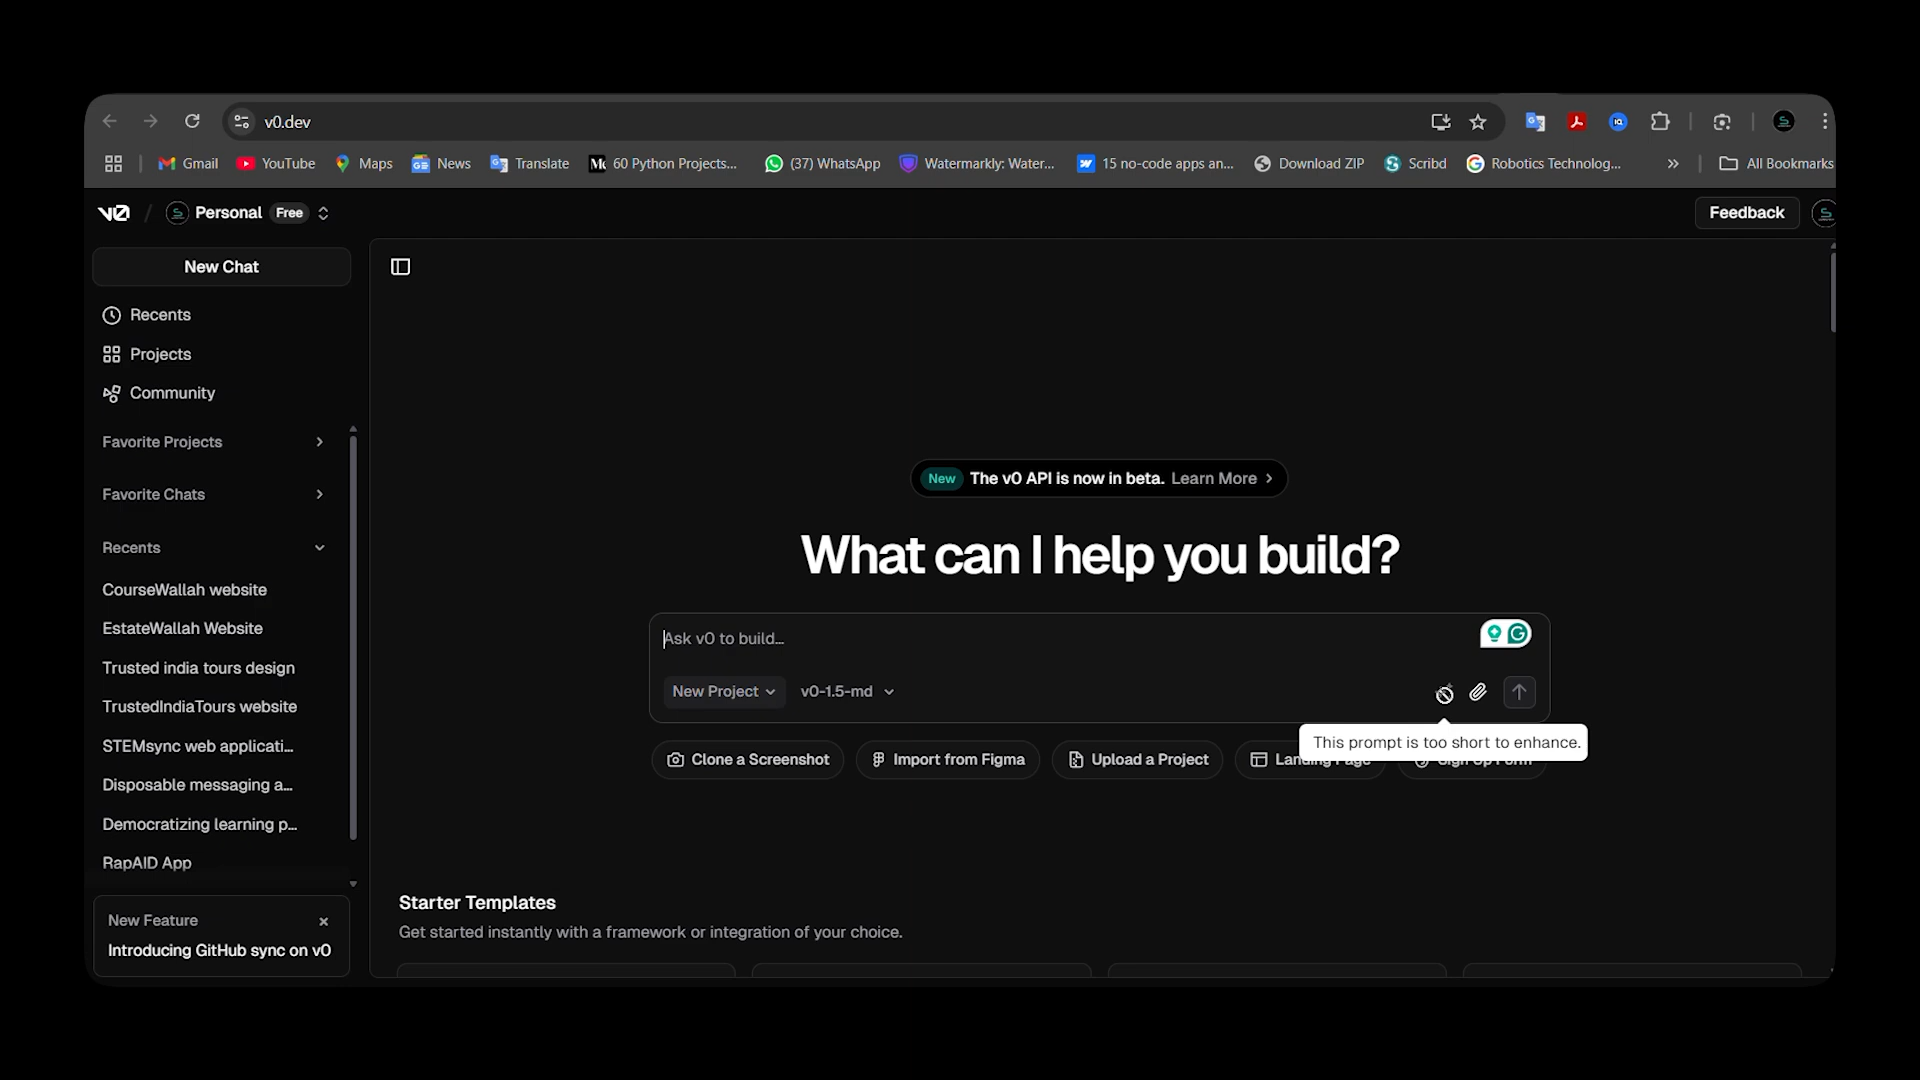 v0.dev
Gmail
YouTube
Maps
News
Translate
60 Python Projects...
(37) WhatsApp
Watermarkly: Water...
15 no-code apps an...
Download ZIP
Scribd
Robotics Technolog...
All Bookmarks
v0 / Personal Free
Feedback
New Chat
Recents
Projects
Community
Favorite Projects
Favorite Chats
Recents
CourseWallah website
EstateWallah Website
Trusted india tours design
TrustedIndiaTours website
STEMsync web applicati...
Disposable messaging a...
Democratizing learning p...
RapAID App
New Feature
Introducing GitHub sync on v0
New The v0 API is now in beta. Learn More
What can I help you build?
Ask v0 to build...
New Project
v0-1.5-md
This prompt is too short to enhance.
Clone a Screenshot
Import from Figma
Upload a Project
Landing Page
Sign Up Form
Starter Templates
Get started instantly with a framework or integration of your choice.